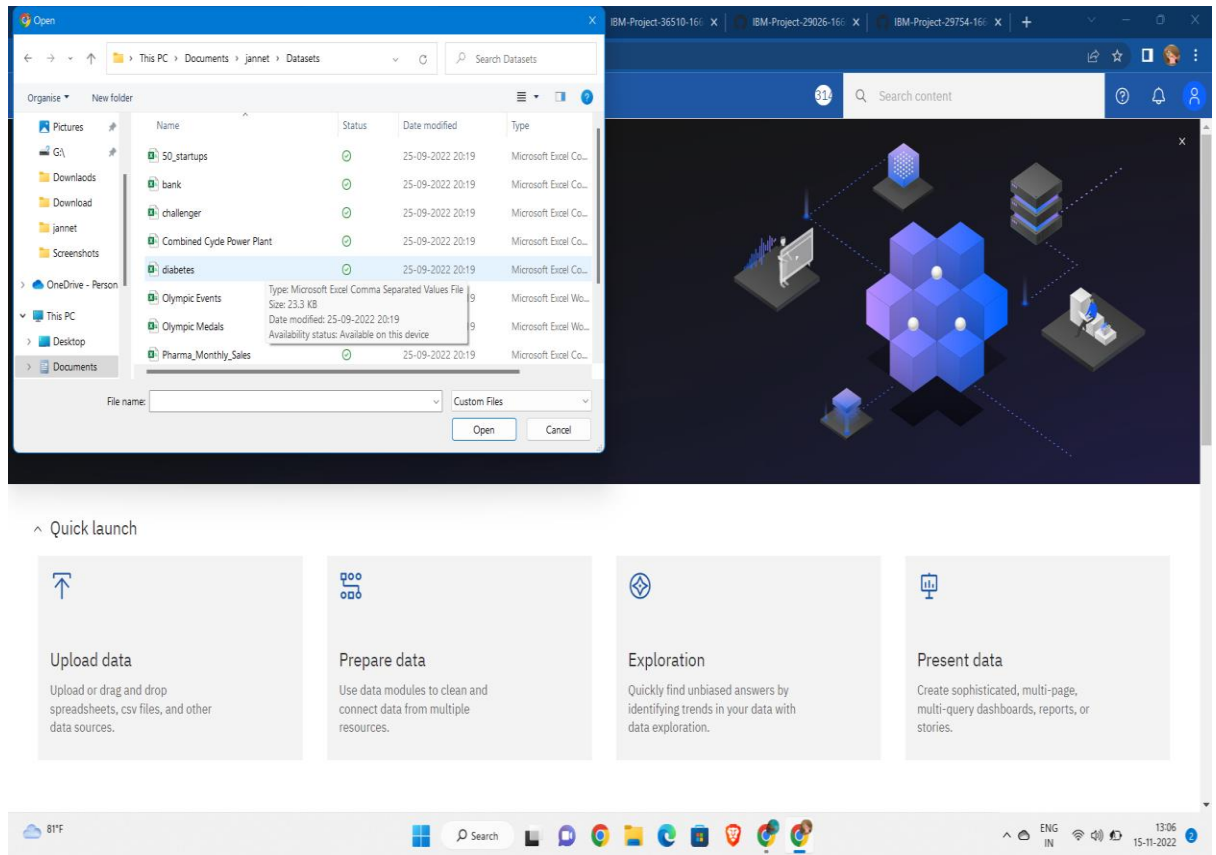 Open
IBM-Project-36510-166
IBM-Project-29026-166
IBM-Project-29754-166
This PC > Documents > jannet > Datasets
Search Datasets
Organise
New folder
314
Search content
Pictures
G:\
Downlaods
Download
jannet
Screenshots
OneDrive - Person
This PC
Desktop
Documents
Name Status Date modified Type
50_startups 25-09-2022 20:19 Microsoft Excel Co...
bank 25-09-2022 20:19 Microsoft Excel Co...
challenger 25-09-2022 20:19 Microsoft Excel Co...
Combined Cycle Power Plant 25-09-2022 20:19 Microsoft Excel Co...
diabetes 25-09-2022 20:19 Microsoft Excel Co...
Olympic Events Microsoft Excel Wo...
Olympic Medals Microsoft Excel Wo...
Pharma_Monthly_Sales 25-09-2022 20:19 Microsoft Excel Co...
Type: Microsoft Excel Comma Separated Values File
Size: 23.3 KB
Date modified: 25-09-2022 20:19
Availability status: Available on this device
File name:
Custom Files
Open
Cancel
Quick launch
Upload data
Upload or drag and drop
spreadsheets, csv files, and other
data sources.
Prepare data
Use data modules to clean and
connect data from multiple
resources.
Exploration
Quickly find unbiased answers by
identifying trends in your data with
data exploration.
Present data
Create sophisticated, multi-page,
multi-query dashboards, reports, or
stories.
81°F
Search
ENG
IN
13:06
15-11-2022
2